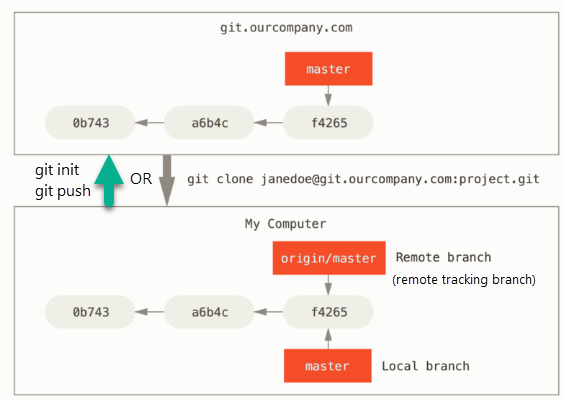 git.ourcompany.com
master
0b743
a6b4c
f4265
git init
git push
OR
git clone janedoe@git.ourcompany.com:project.git
My Computer
origin/master
Remote branch
(remote tracking branch)
0b743
a6b4c
f4265
master
Local branch